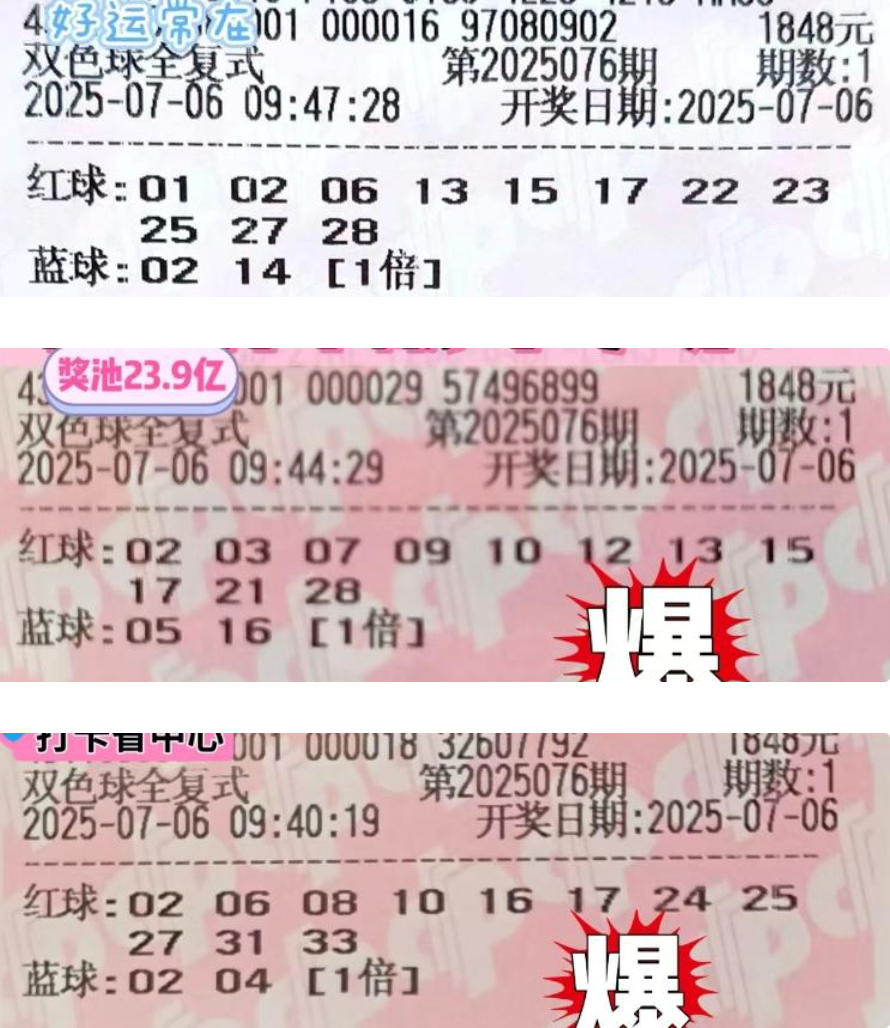 好运常在
001 000016 97080902 1848元
双色球全复式 第2025076期 期数:1
2025-07-06 09:47:28 开奖日期:2025-07-06
红球:01 02 06 13 15 17 22 23
25 27 28
蓝球:02 14 [1倍]
奖池23.9亿
001 000029 57496899 1848元
双色球全复式 第2025076期 期数:1
2025-07-06 09:44:29 开奖日期:2025-07-06
红球:02 03 07 09 10 12 13 15
17 21 28
蓝球:05 16 [1倍]
爆
打卡看中心
001 000018 32607792 1848元
双色球全复式 第2025076期 期数:1
2025-07-06 09:40:19 开奖日期:2025-07-06
红球:02 06 08 10 16 17 24 25
27 31 33
蓝球:02 04 [1倍]
爆